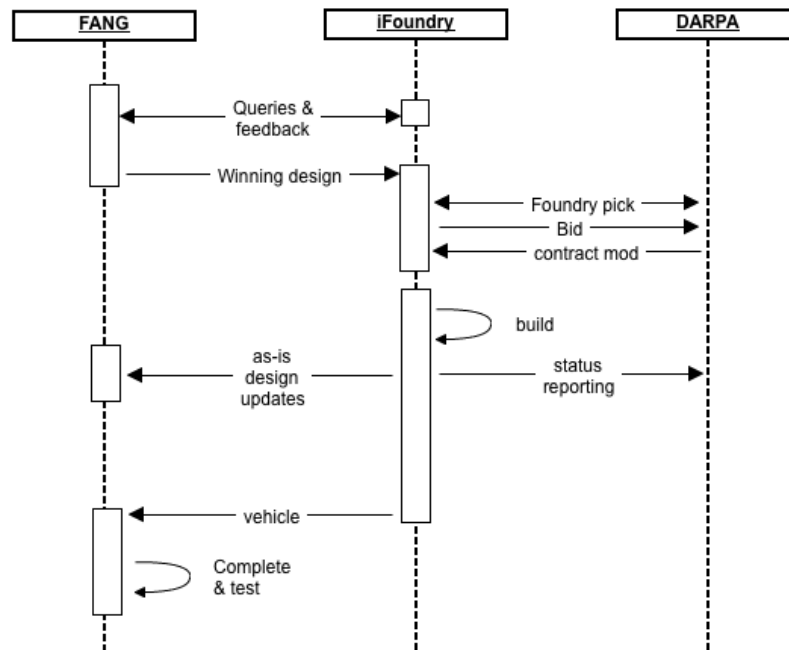 FANG
iFoundry
DARPA
Queries &
feedback
Winning design
Foundry pick
Bid
contract mod
build
as-is
design
updates
status
reporting
vehicle
Complete
& test